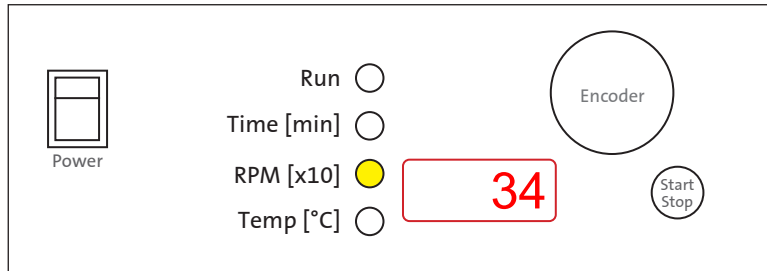 Power
Run
Time [min]
RPM [x10]
Temp [°C]
34
Encoder
Start
Stop